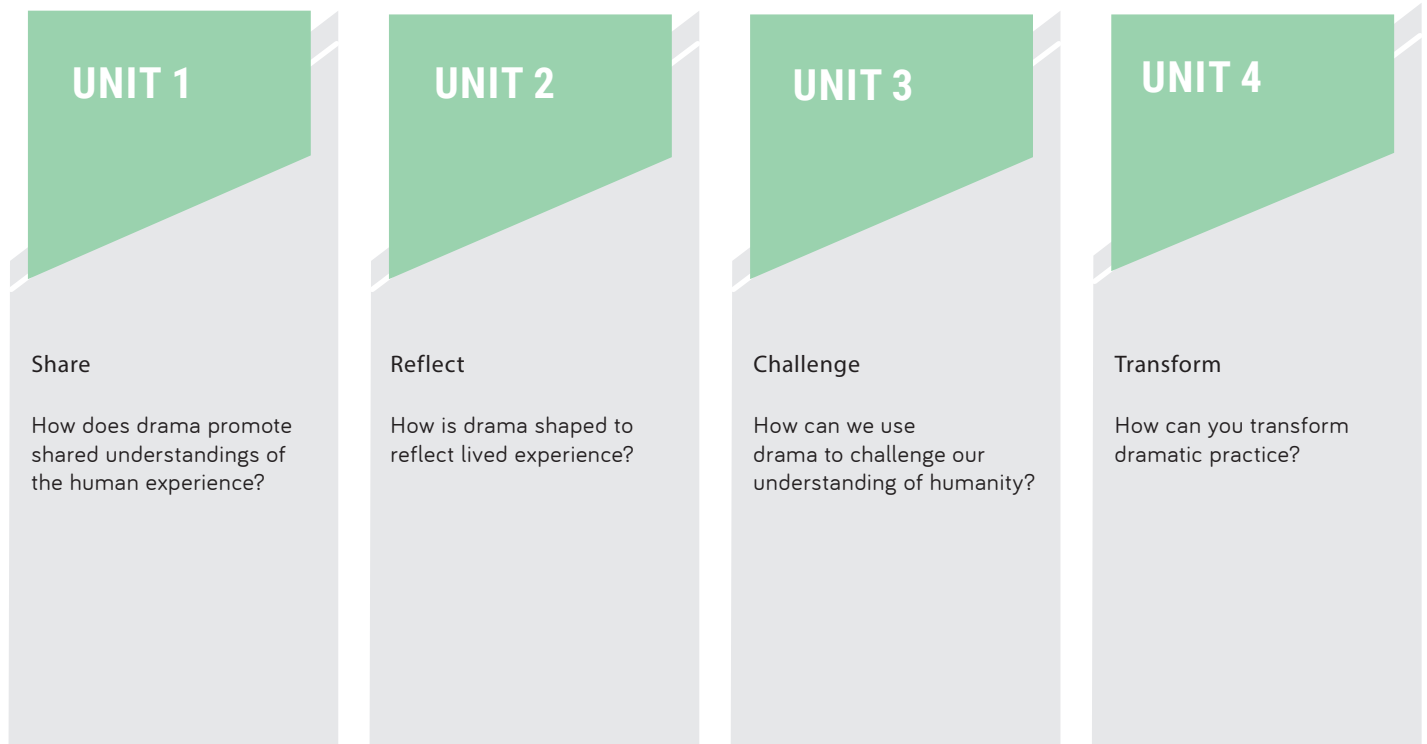 UNIT 1
Share
How does drama promote
shared understandings of
the human experience?
UNIT 2
Reflect
How is drama shaped to
reflect lived experience?
UNIT 3
Challenge
How can we use
drama to challenge our
understanding of humanity?
UNIT 4
Transform
How can you transform
dramatic practice?